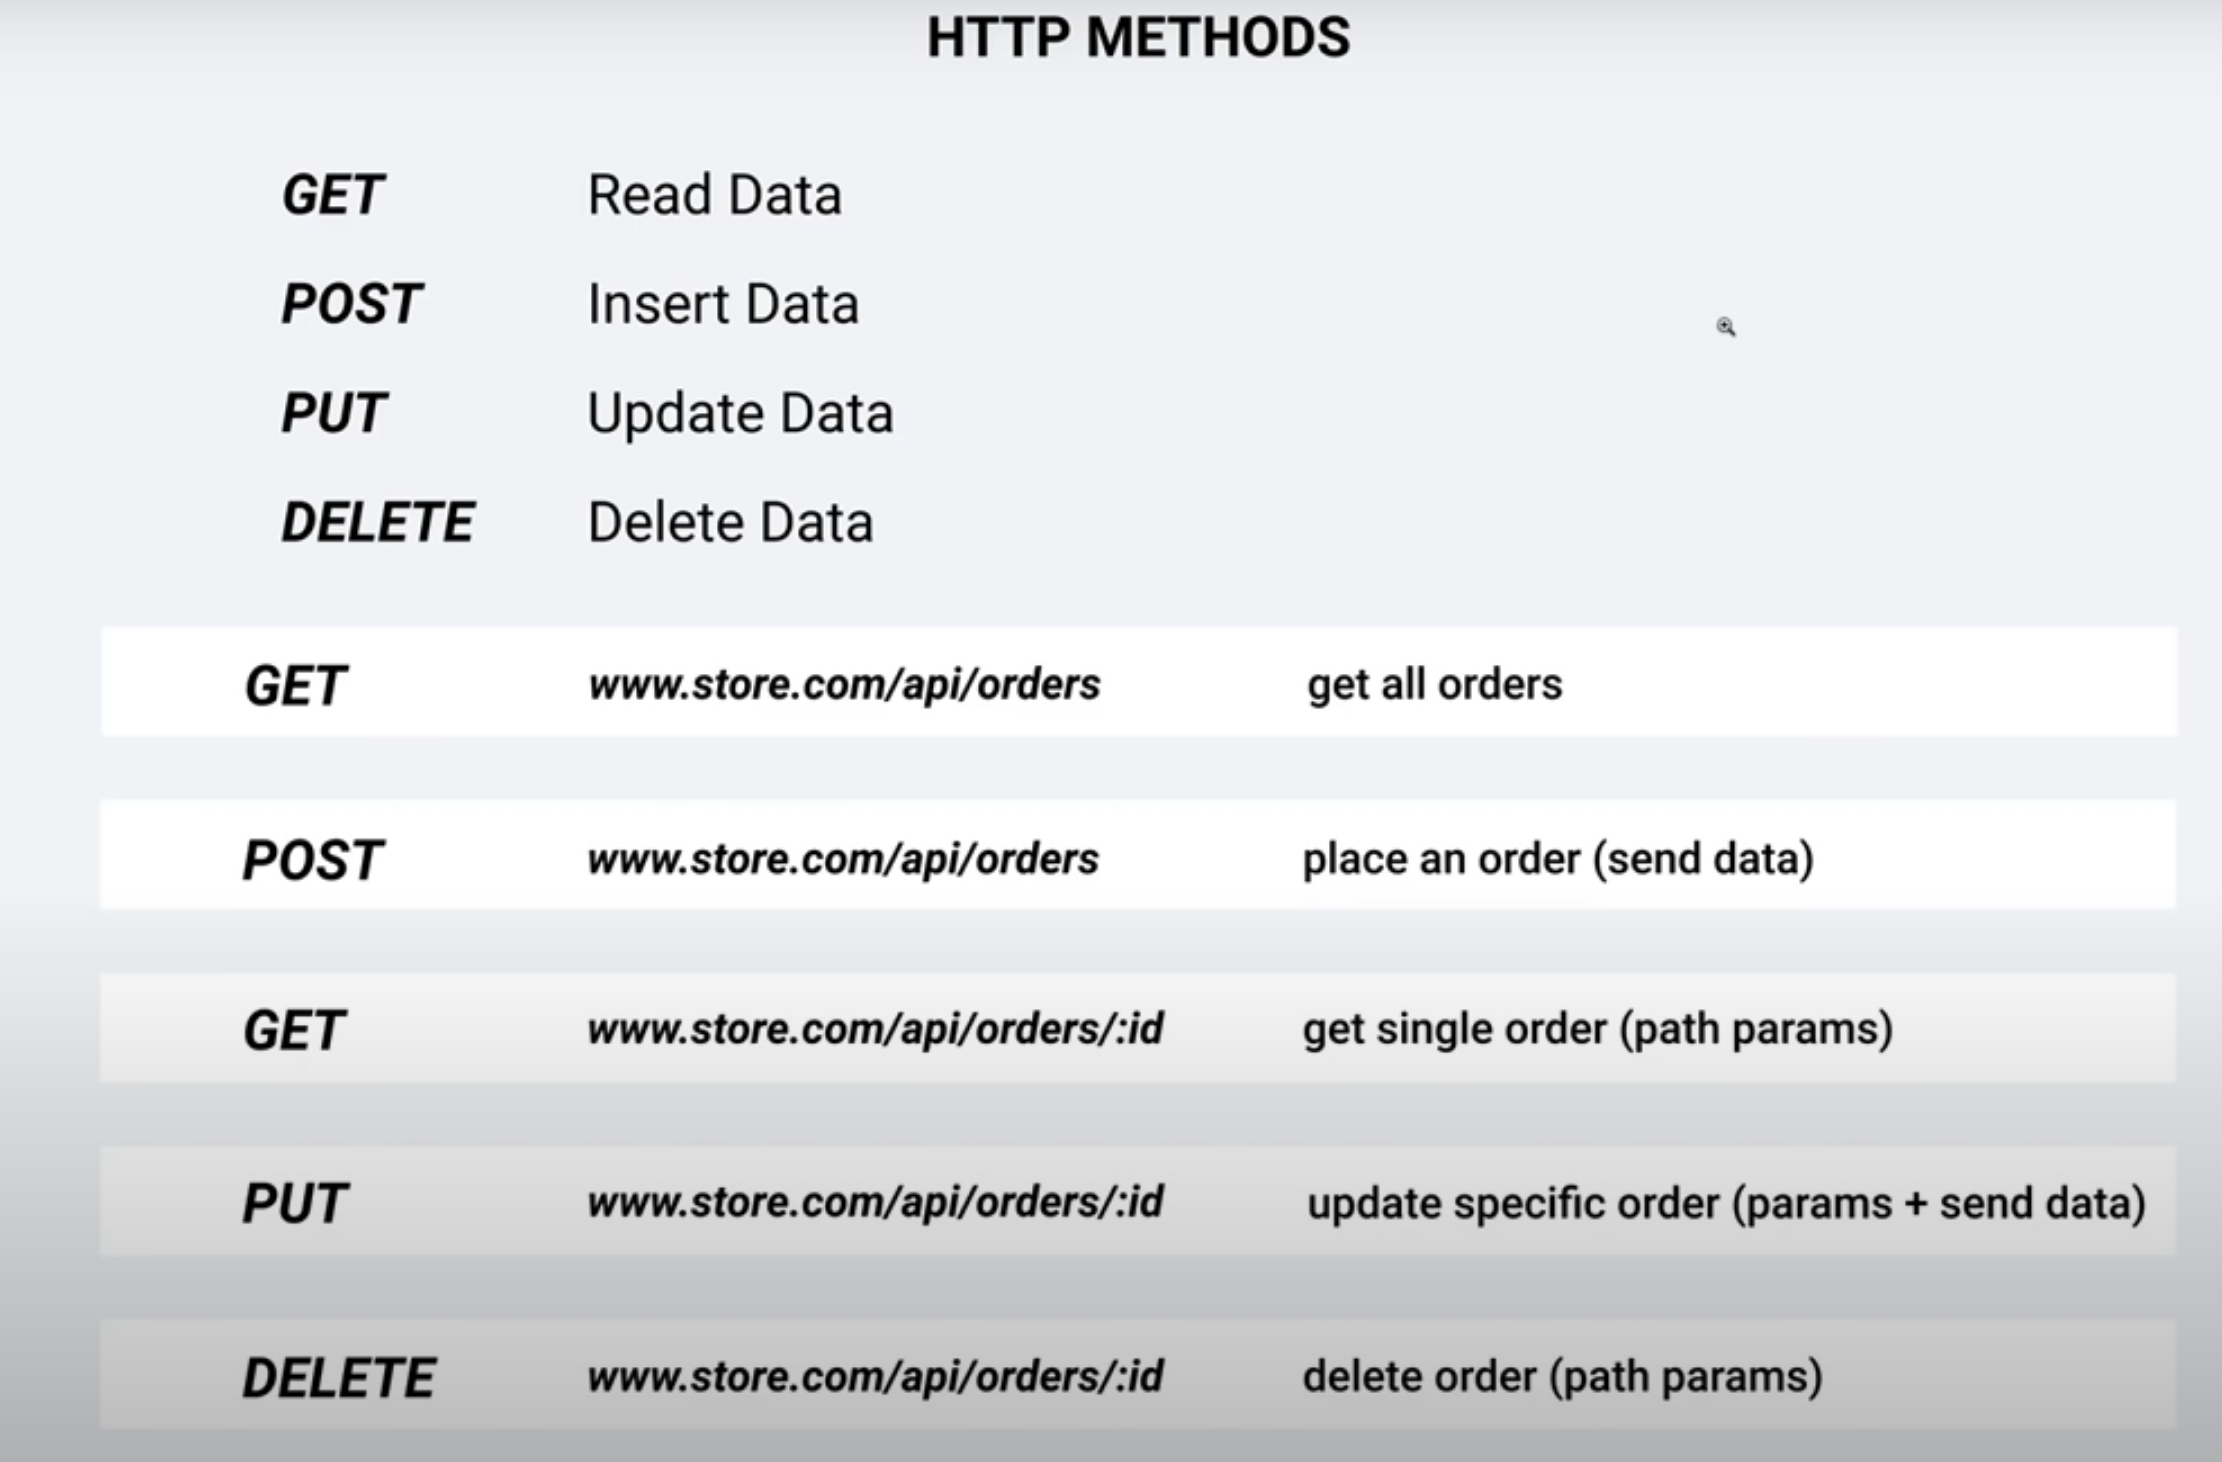 HTTP METHODS
GET Read Data
POST Insert Data
PUT Update Data
DELETE Delete Data
GET www.store.com/api/orders get all orders
POST www.store.com/api/orders place an order (send data)
GET www.store.com/api/orders/:id get single order (path params)
PUT www.store.com/api/orders/:id update specific order (params + send data)
DELETE www.store.com/api/orders/:id delete order (path params)